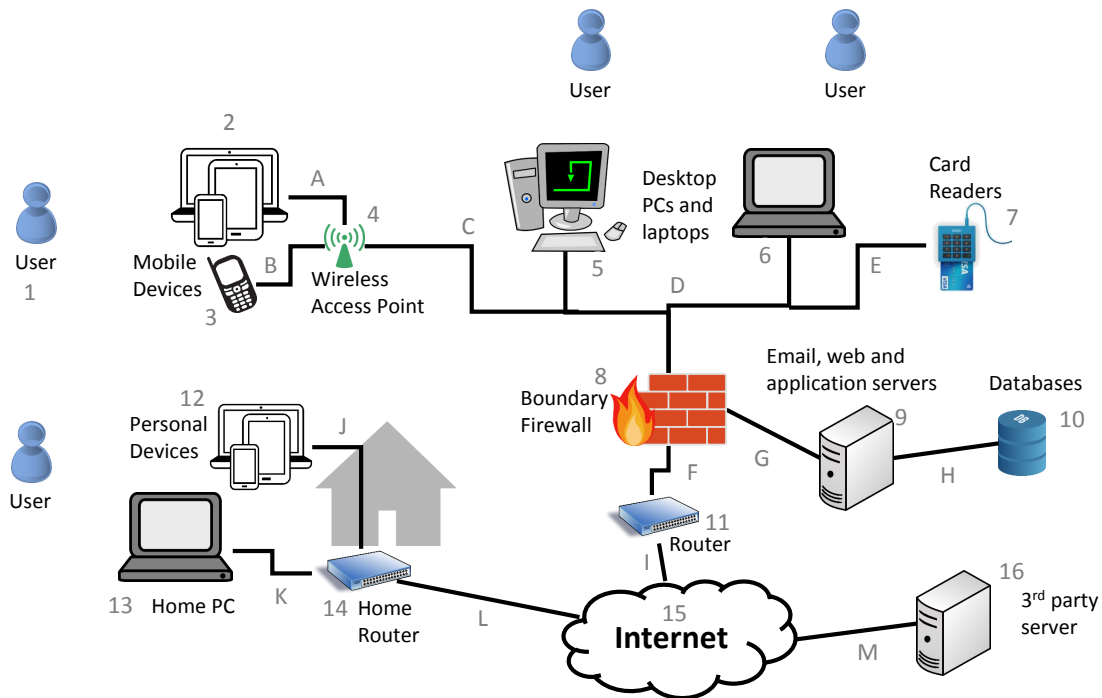 User
User
2
A
4
C
Desktop
PCs and
laptops
Card
Readers
7
User
1
Mobile
Devices
B
3
Wireless
Access Point
5
D
6
E
VISA
8
Boundary
Firewall
Email, web and
application servers
9
Databases
DB
10
12
Personal
Devices
J
User
F
G
H
11
Router
I
13
Home PC
K
14
Home
Router
L
15
Internet
M
16
3rd party
server